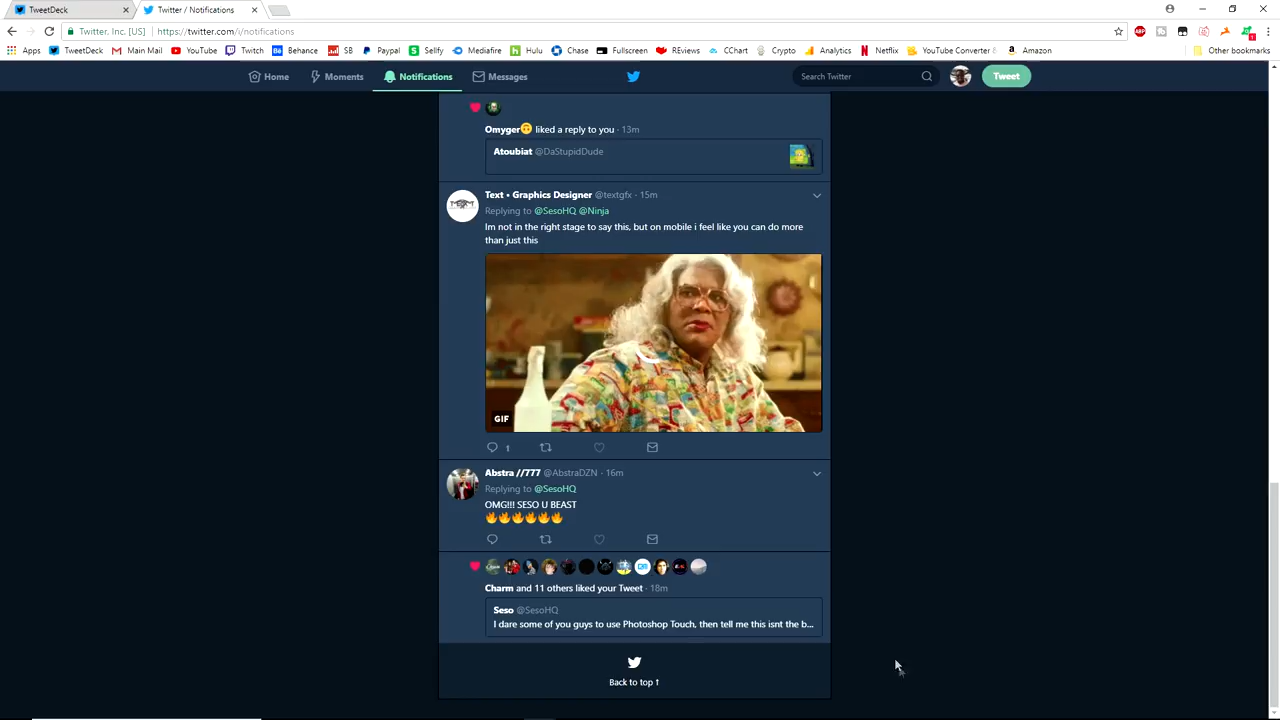 TweetDeck
Twitter / Notifications
Twitter, Inc. [US]
https://twitter.com/i/notifications
Apps TweetDeck Main Mail YouTube Twitch Behance SB Paypal Sellfy Mediafire Hulu Chase Fullscreen REviews CChart Crypto Analytics Netflix YouTube Converter & Amazon Other bookmarks
Home Moments Notifications Messages Search Twitter Tweet
Omyger🙃 liked a reply to you · 13m
Atoubiat @DaStupidDude
Text • Graphics Designer @textgfx · 15m
Replying to @SesoHQ @Ninja
Im not in the right stage to say this, but on mobile i feel like you can do more
than just this
GIF
1
Abstra //777 @AbstraDZN · 16m
Replying to @SesoHQ
OMG!!! SESO U BEAST
🔥🔥🔥🔥🔥🔥
Charm and 11 others liked your Tweet · 18m
Seso @SesoHQ
I dare some of you guys to use Photoshop Touch, then tell me this isnt the b...
Back to top ↑